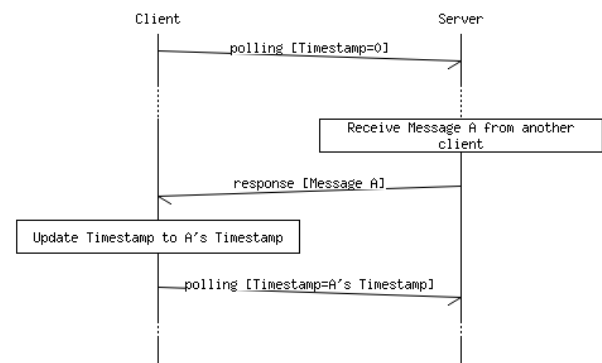 Client
Server
polling [Timestamp=0]
Receive Message A from another
client
response [Message A]
Update Timestamp to A's Timestamp
polling [Timestamp=A's Timestamp]